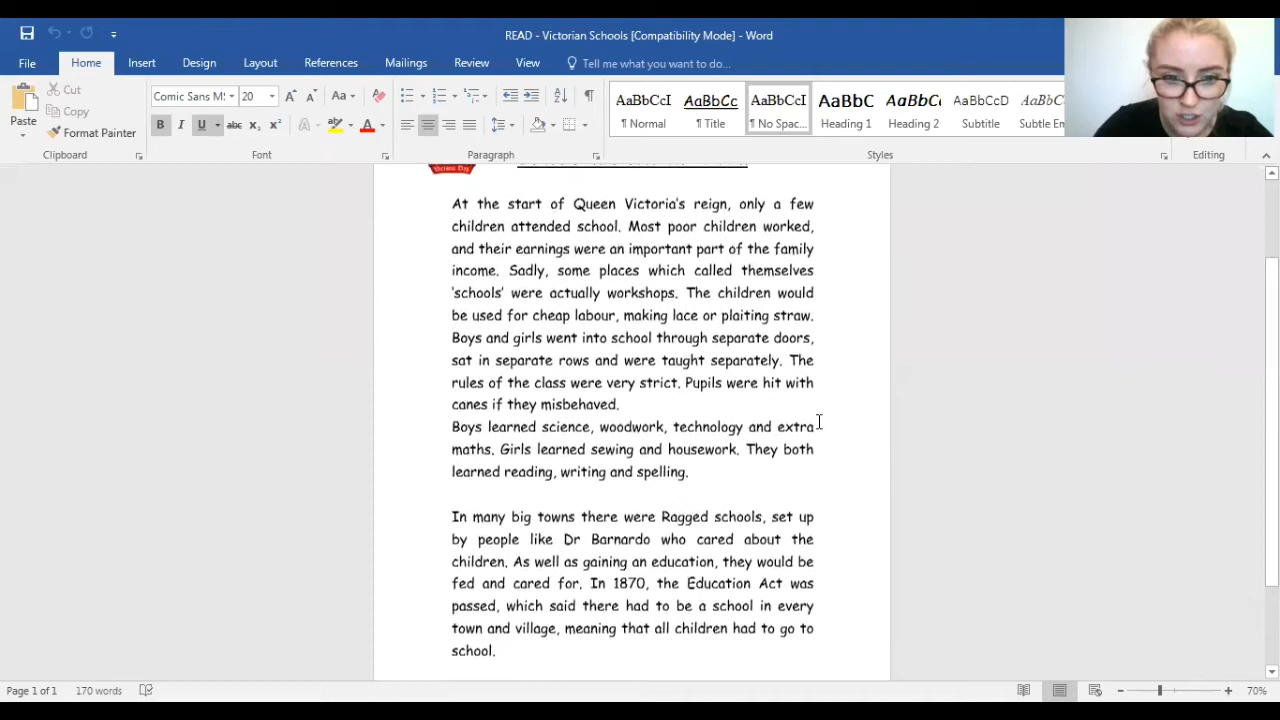 READ - Victorian Schools [Compatibility Mode] - Word
File Home Insert Design Layout References Mailings Review View Tell me what you want to do...
Cut
Copy
Format Painter
Paste
Comic Sans M 20
AaBbCcI AaBbCc AaBbCcI AaBbC AaBbC AaBbCcD AaBbCc
¶ Normal ¶ Title ¶ No Spac... Heading 1 Heading 2 Subtitle Subtle Em
Editing
Clipboard Font Paragraph Styles Editing
Victorian Day
At the start of Queen Victoria's reign, only a few
children attended school. Most poor children worked,
and their earnings were an important part of the family
income. Sadly, some places which called themselves
'schools' were actually workshops. The children would
be used for cheap labour, making lace or plaiting straw.
Boys and girls went into school through separate doors,
sat in separate rows and were taught separately. The
rules of the class were very strict. Pupils were hit with
canes if they misbehaved.
Boys learned science, woodwork, technology and extra
maths. Girls learned sewing and housework. They both
learned reading, writing and spelling.
In many big towns there were Ragged schools, set up
by people like Dr Barnardo who cared about the
children. As well as gaining an education, they would be
fed and cared for. In 1870, the Education Act was
passed, which said there had to be a school in every
town and village, meaning that all children had to go to
school.
Page 1 of 1 170 words 70%